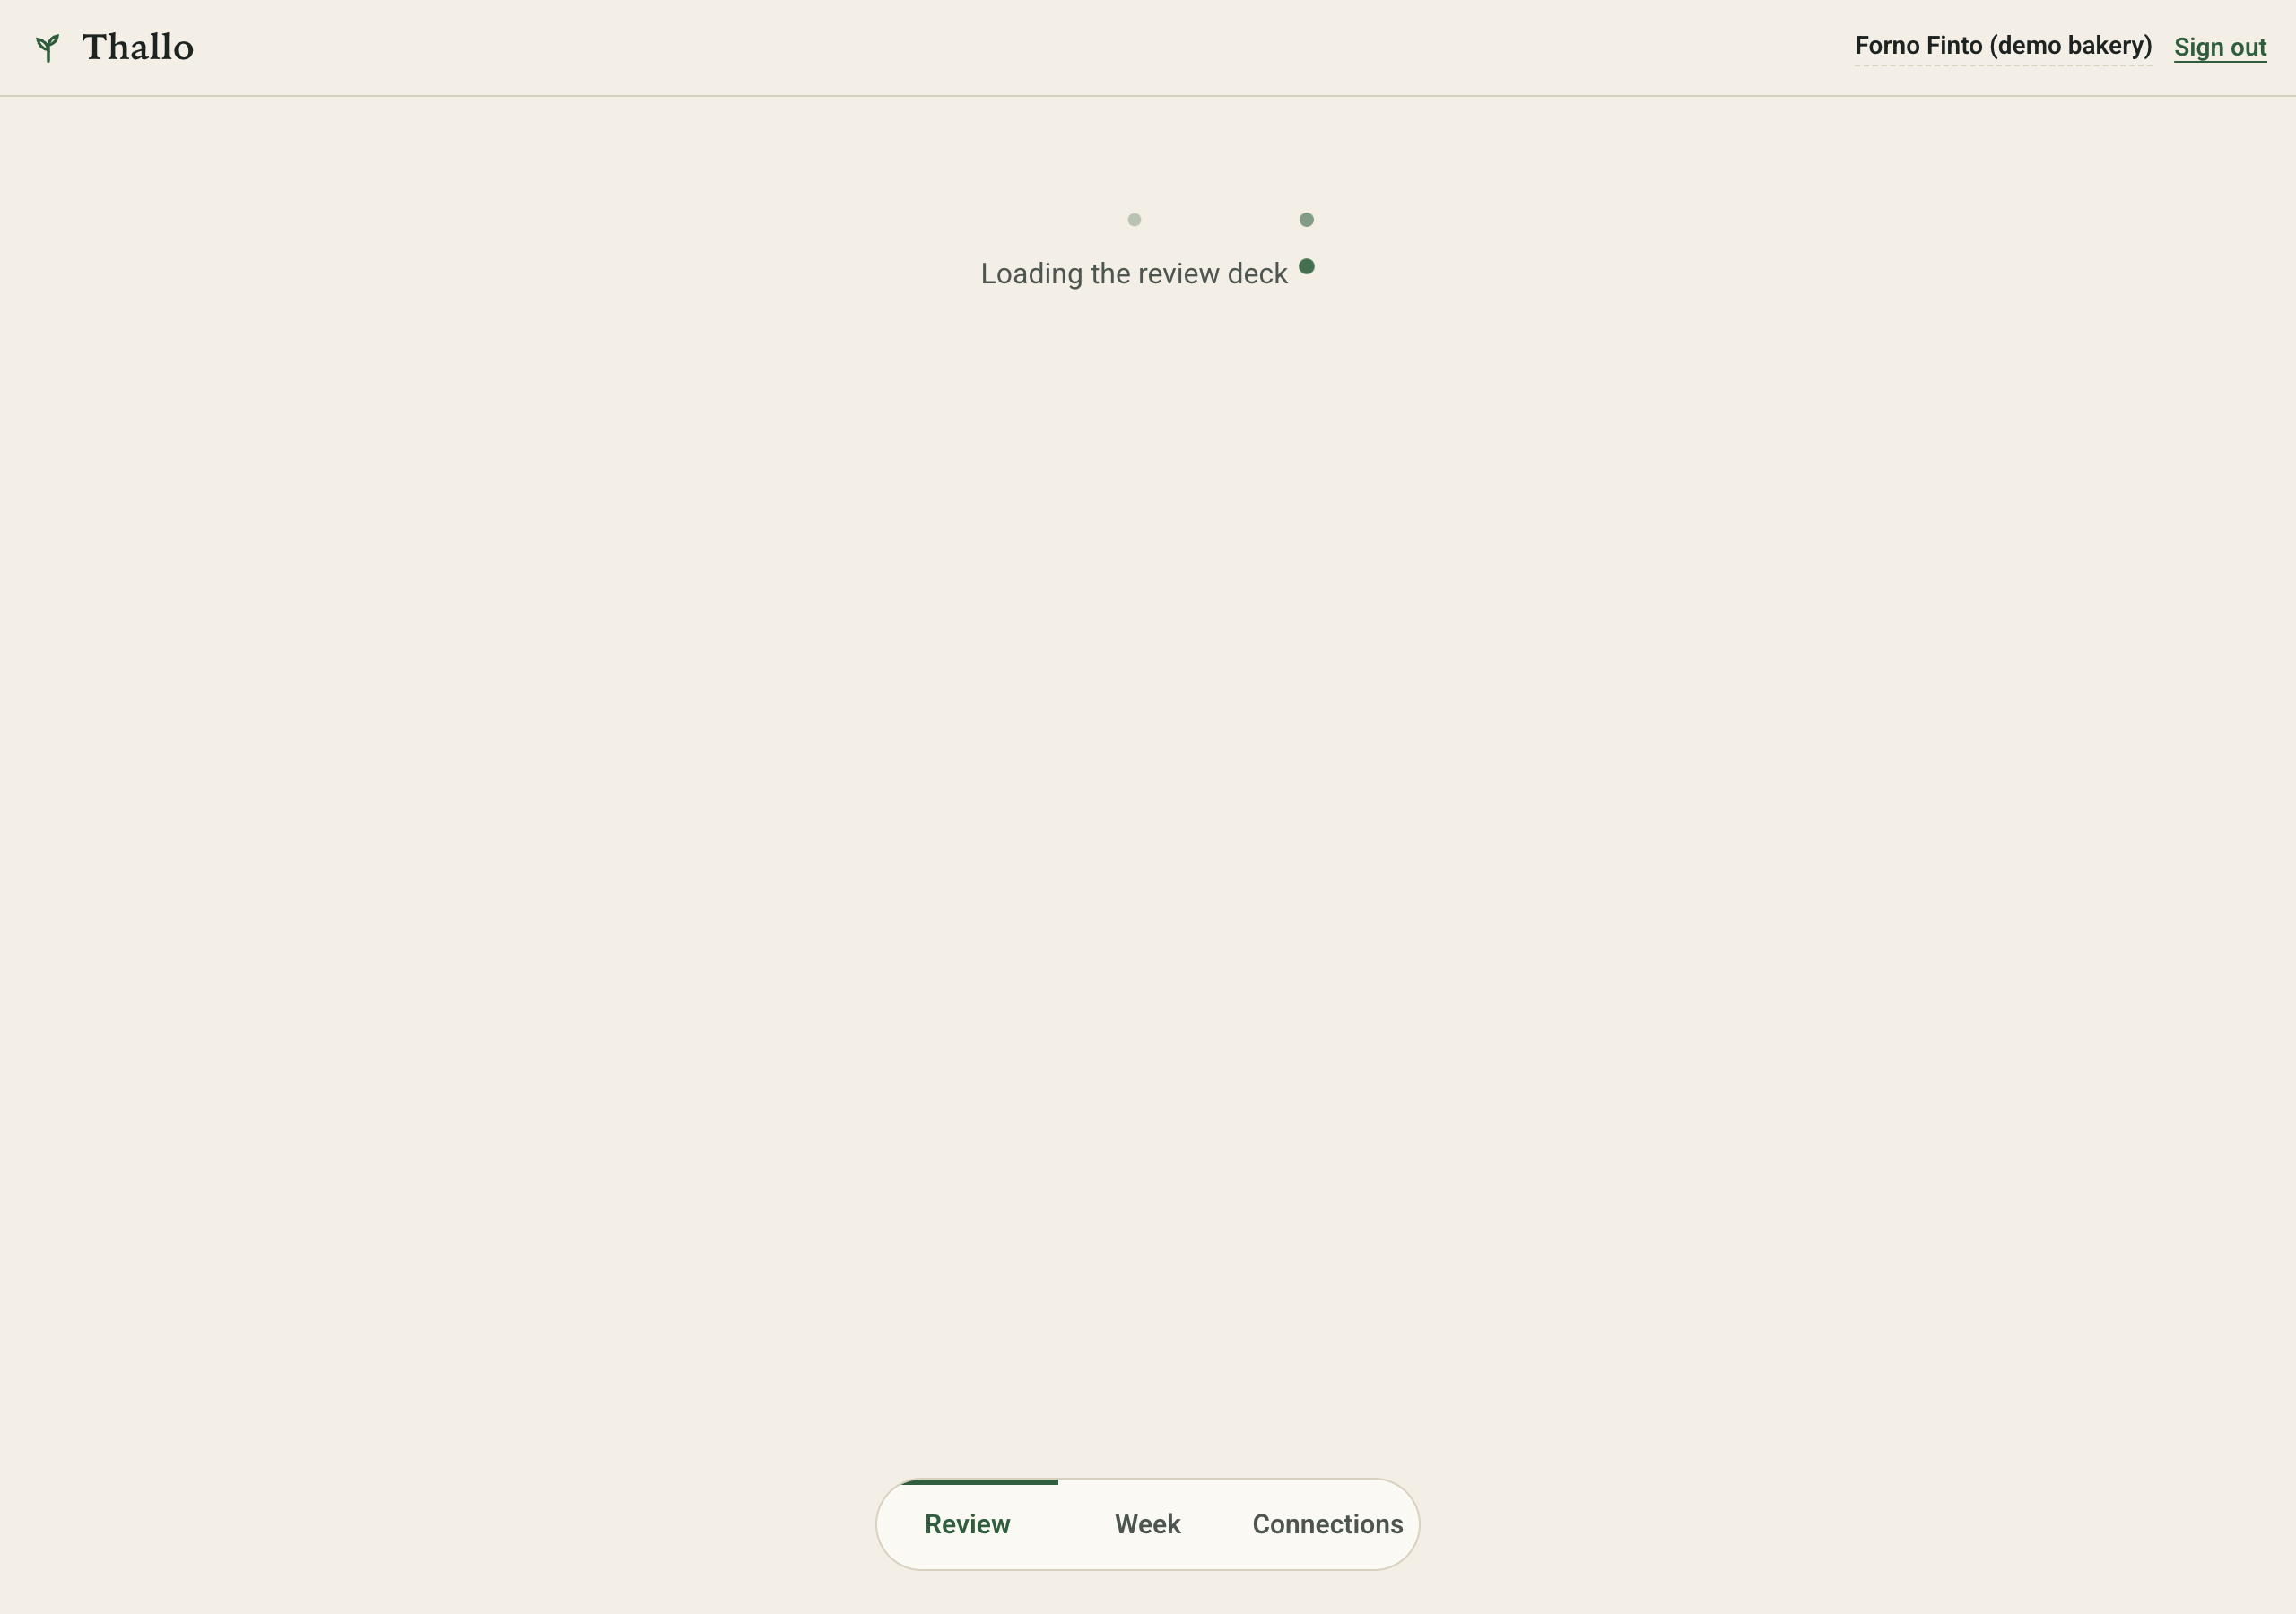 Thallo
Forno Finto (demo bakery) Sign out
Loading the review deck
Review Week Connections